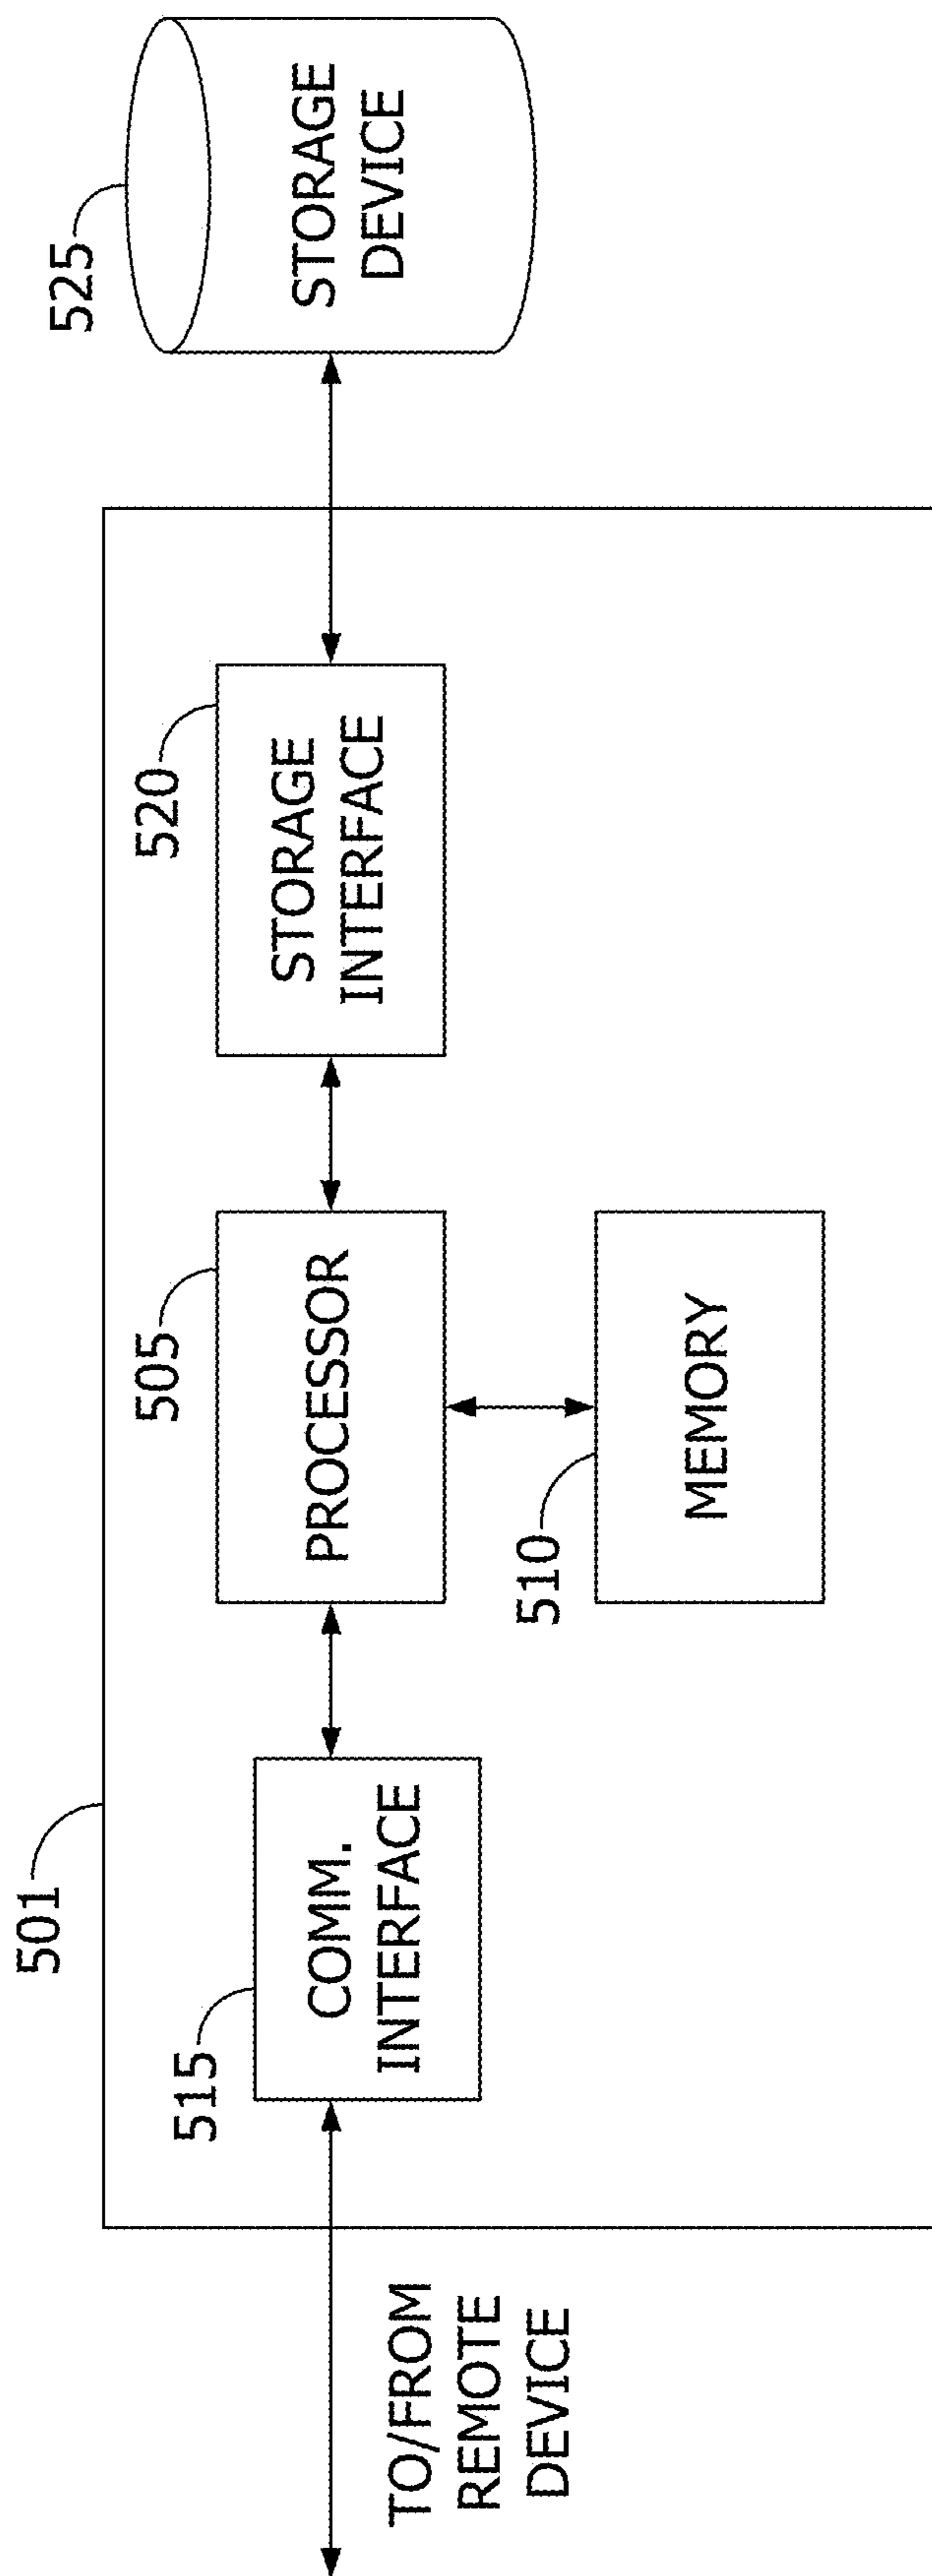 501
515
COMM.
INTERFACE
505
PROCESSOR
520
STORAGE
INTERFACE
525
STORAGE
DEVICE
510
MEMORY
TO/FROM
REMOTE
DEVICE